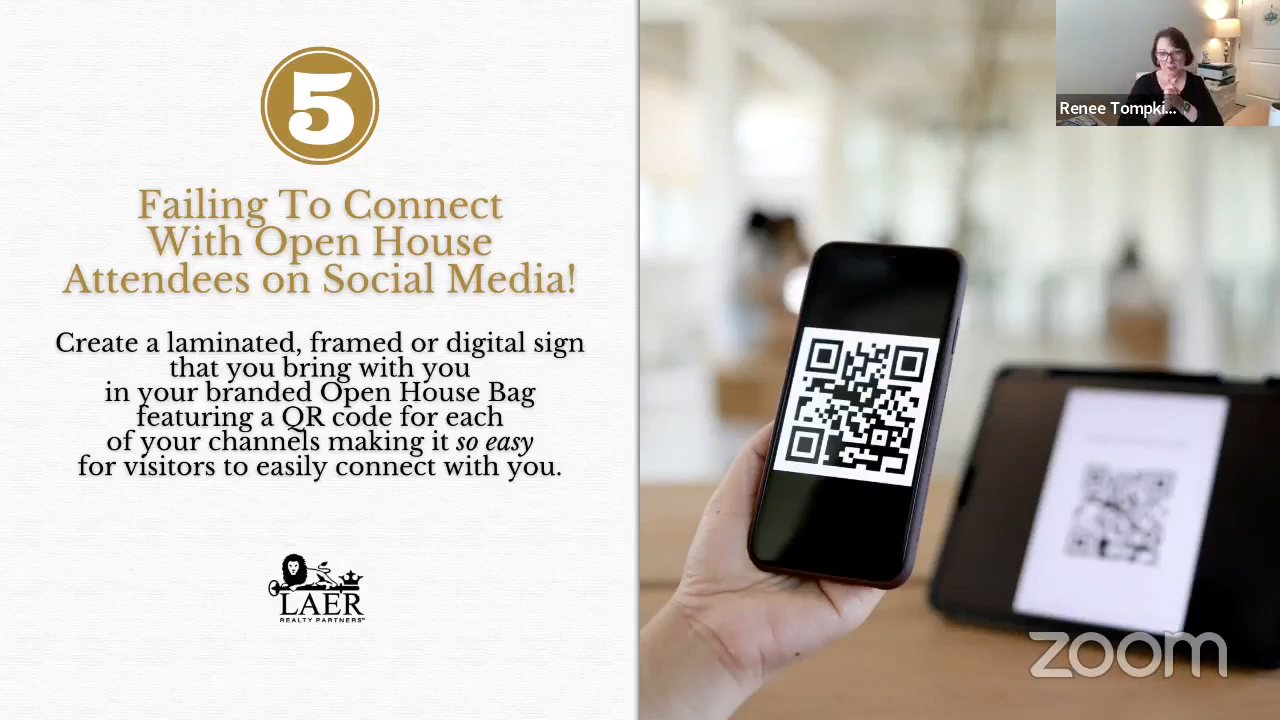 5
Failing To Connect
With Open House
Attendees on Social Media!
Create a laminated, framed or digital sign
that you bring with you
in your branded Open House Bag
featuring a QR code for each
of your channels making it so easy
for visitors to easily connect with you.
LAER
REALTY PARTNERS
Renee Tompki...
zoom